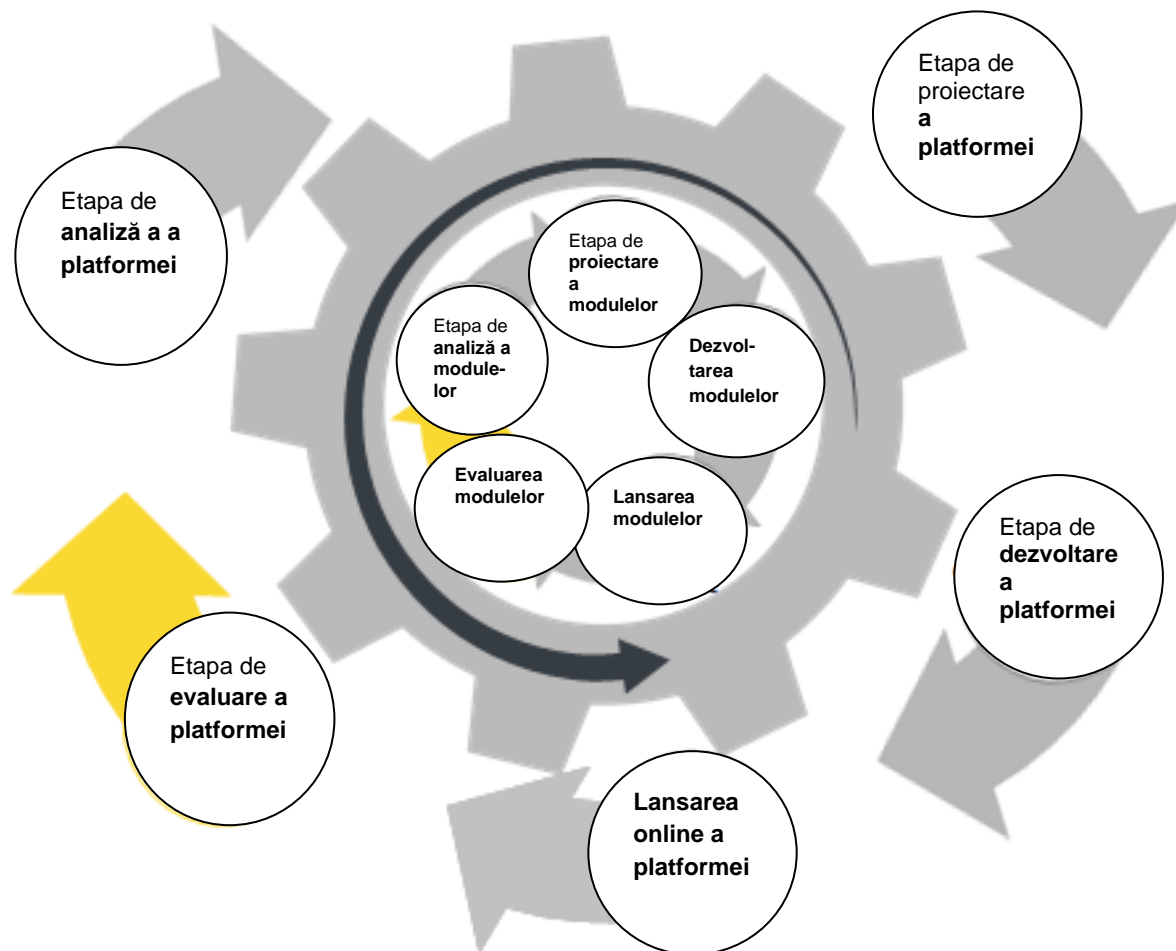 Etapa de
analiză a a
platformei
Etapa de
proiectare
a
platformei
Etapa de
dezvoltare
a
platformei
Lansarea
online a
platformei
Etapa de
evaluare a
platformei
Etapa de
analiză a
module-
lor
Etapa de
proiectare
a
modulelor
Dezvol-
tarea
modulelor
Lansarea
modulelor
Evaluarea
modulelor